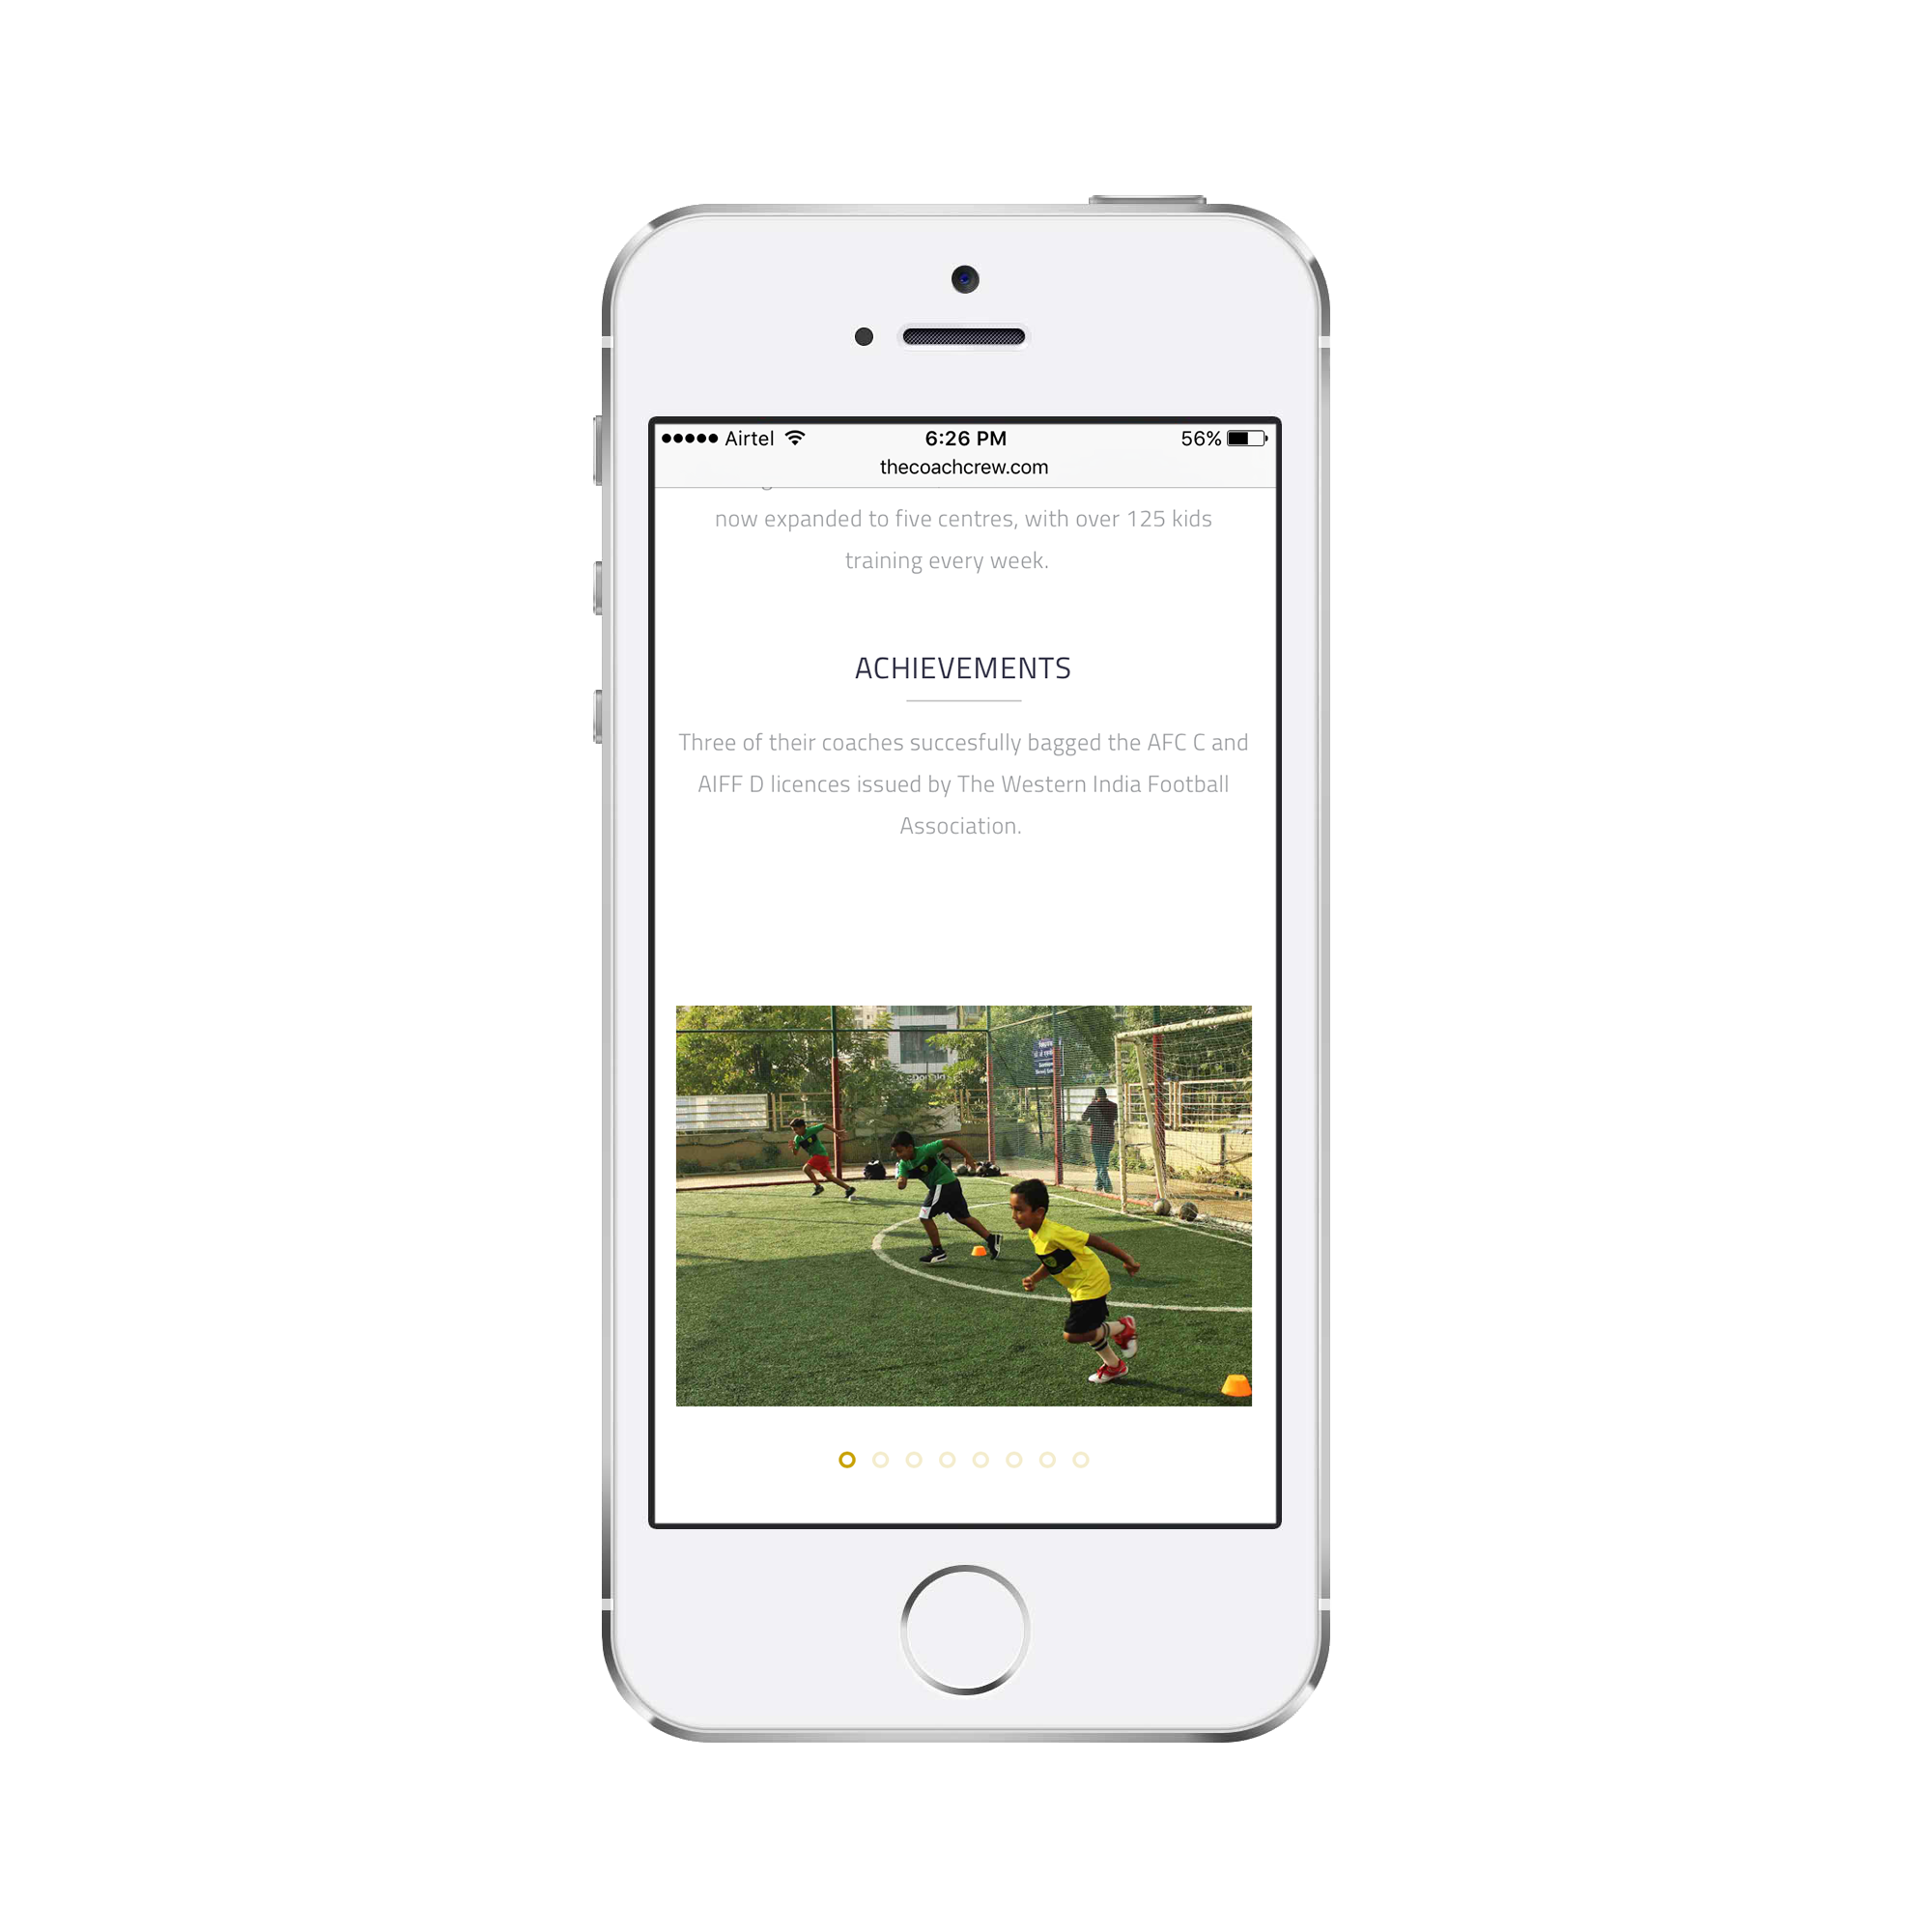 Airtel 6:26 PM 56%
thecoachcrew.com
now expanded to five centres, with over 125 kids
training every week.
ACHIEVEMENTS
Three of their coaches succesfully bagged the AFC C and
AIFF D licences issued by The Western India Football
Association.